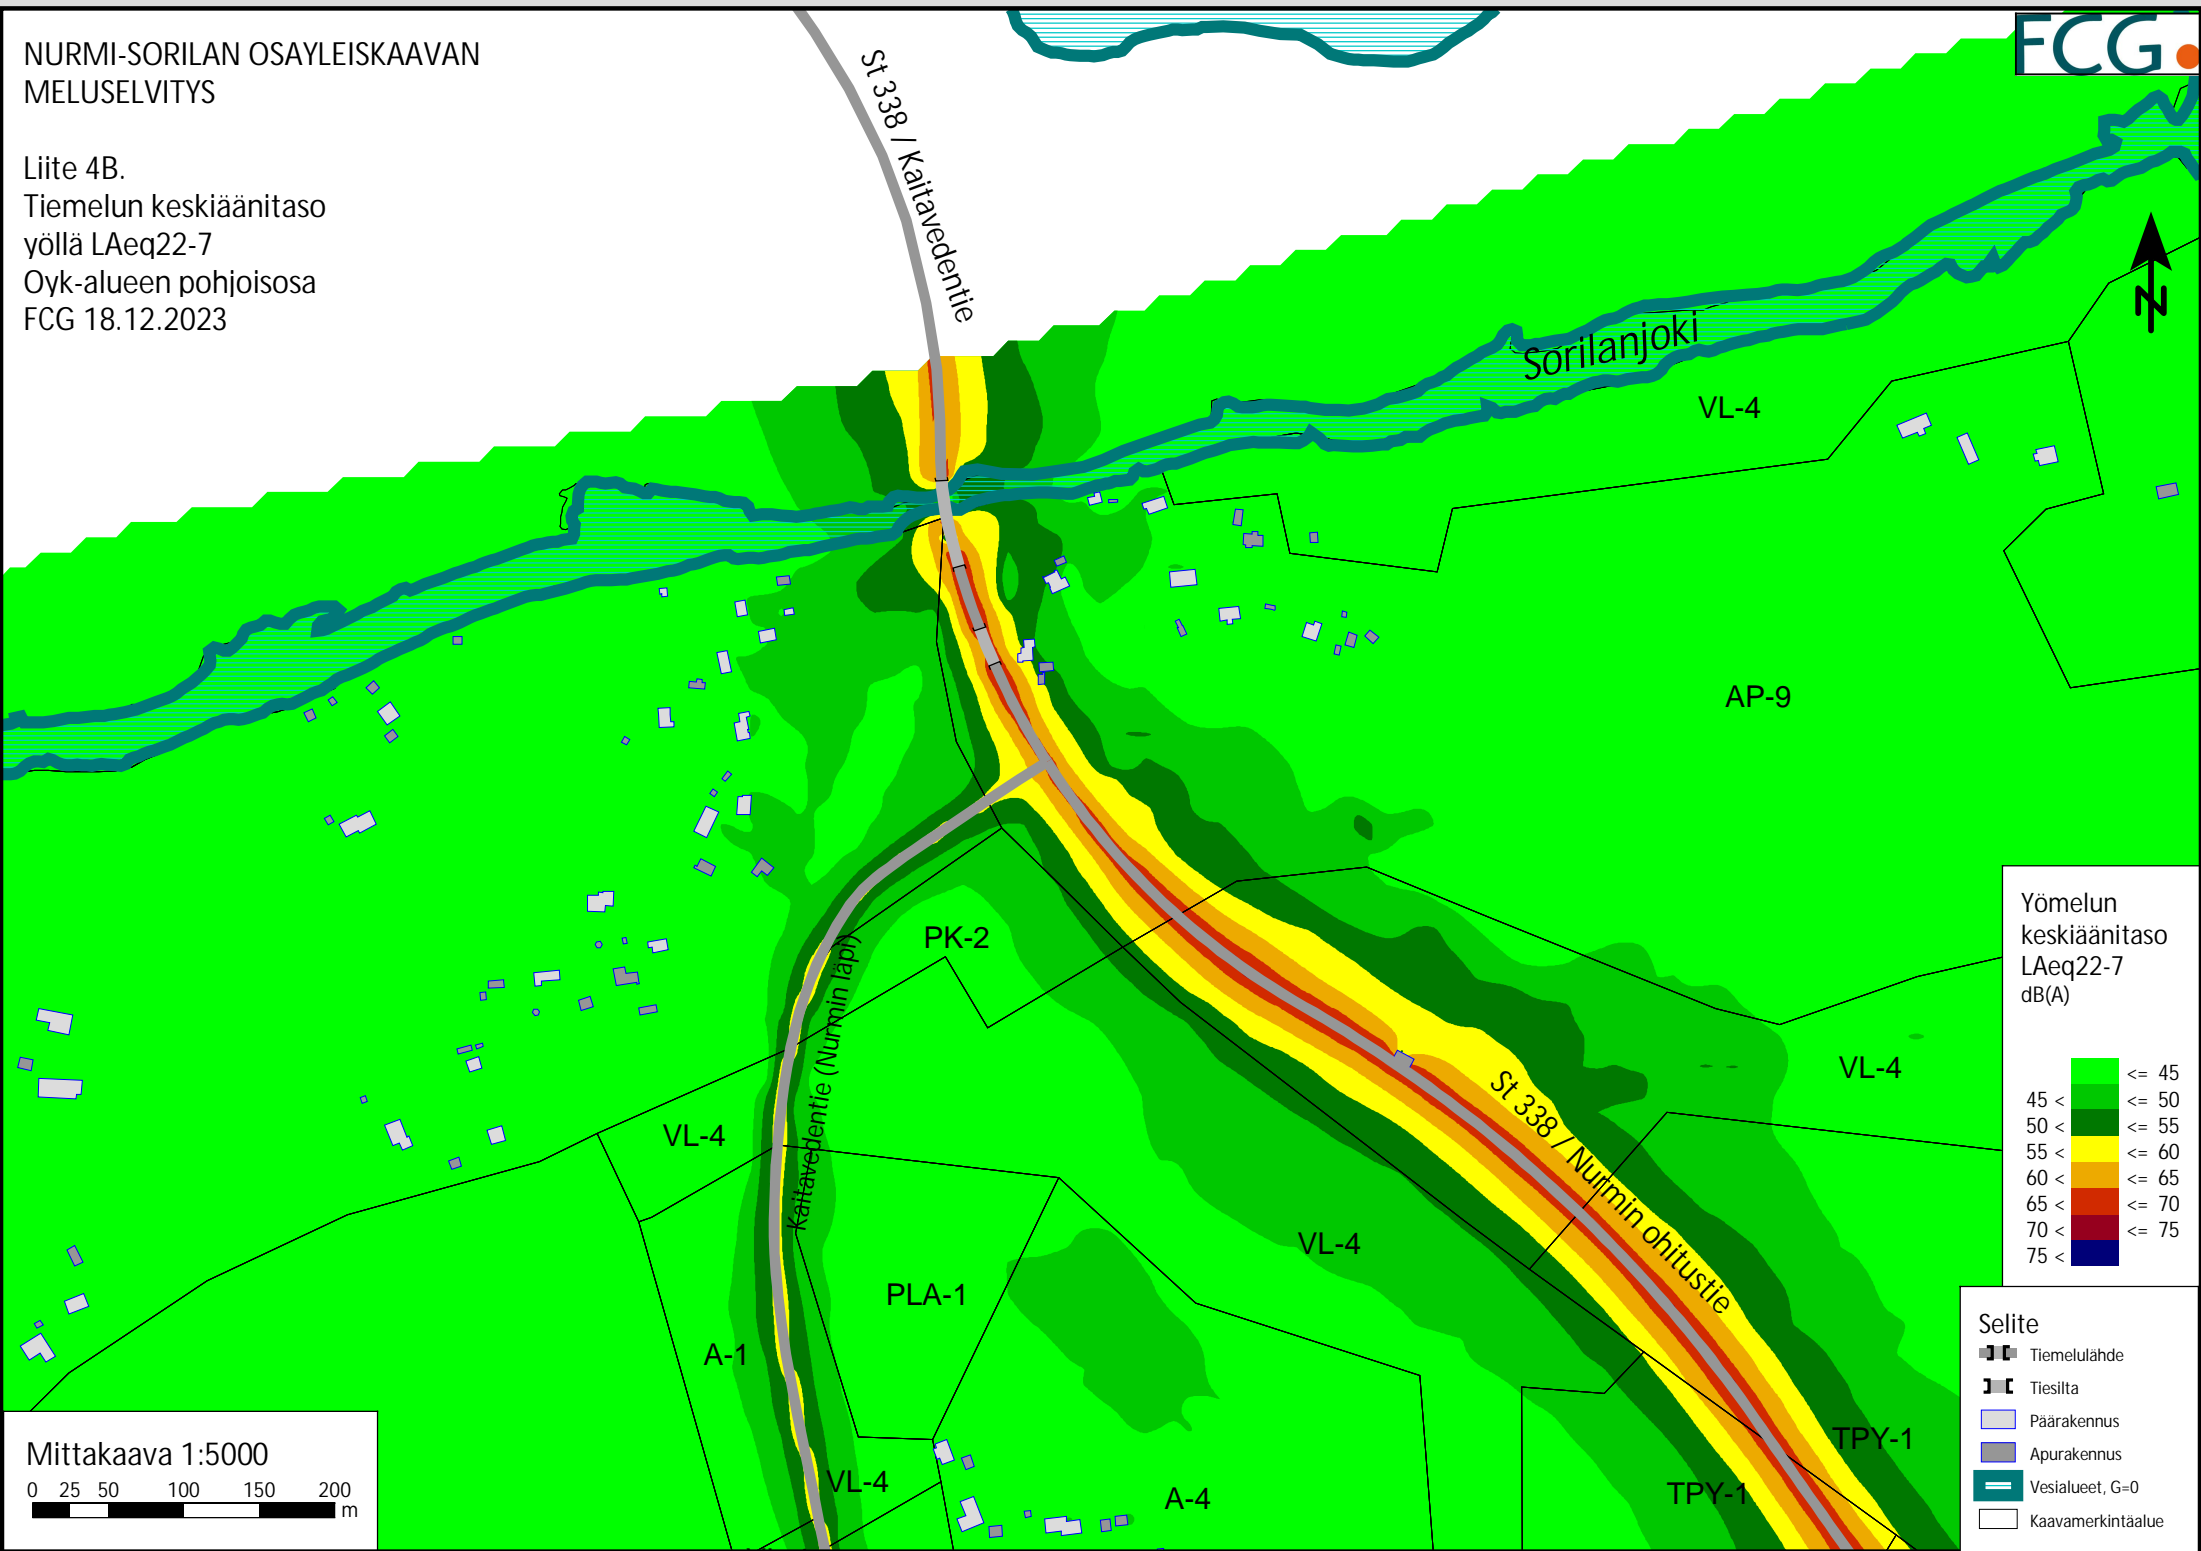 NURMI-SORILAN OSAYLEISKAAVAN
MELUSELVITYS
Liite 4B.
Tiemelun keskiäänitaso
yöllä LAeq22-7
Oyk-alueen pohjoisosa
FCG 18.12.2023
FCG
St 338 / Kaitavedentie
N
Sorilanjoki
VL-4
AP-9
PK-2
Kaitavedentie (Nurmin läpi)
VL-4
VL-4
St 338 / Nurmin ohitustie
VL-4
PLA-1
A-1
VL-4
A-4
TPY-1
TPY-1
Yömelun
keskiäänitaso
LAeq22-7
dB(A)
<= 45
45 < <= 50
50 < <= 55
55 < <= 60
60 < <= 65
65 < <= 70
70 < <= 75
75 <
Selite
Tiemelulähde
Tiesilta
Päärakennus
Apurakennus
Vesialueet, G=0
Kaavamerkintäalue
Mittakaava 1:5000
0 25 50 100 150 200
m